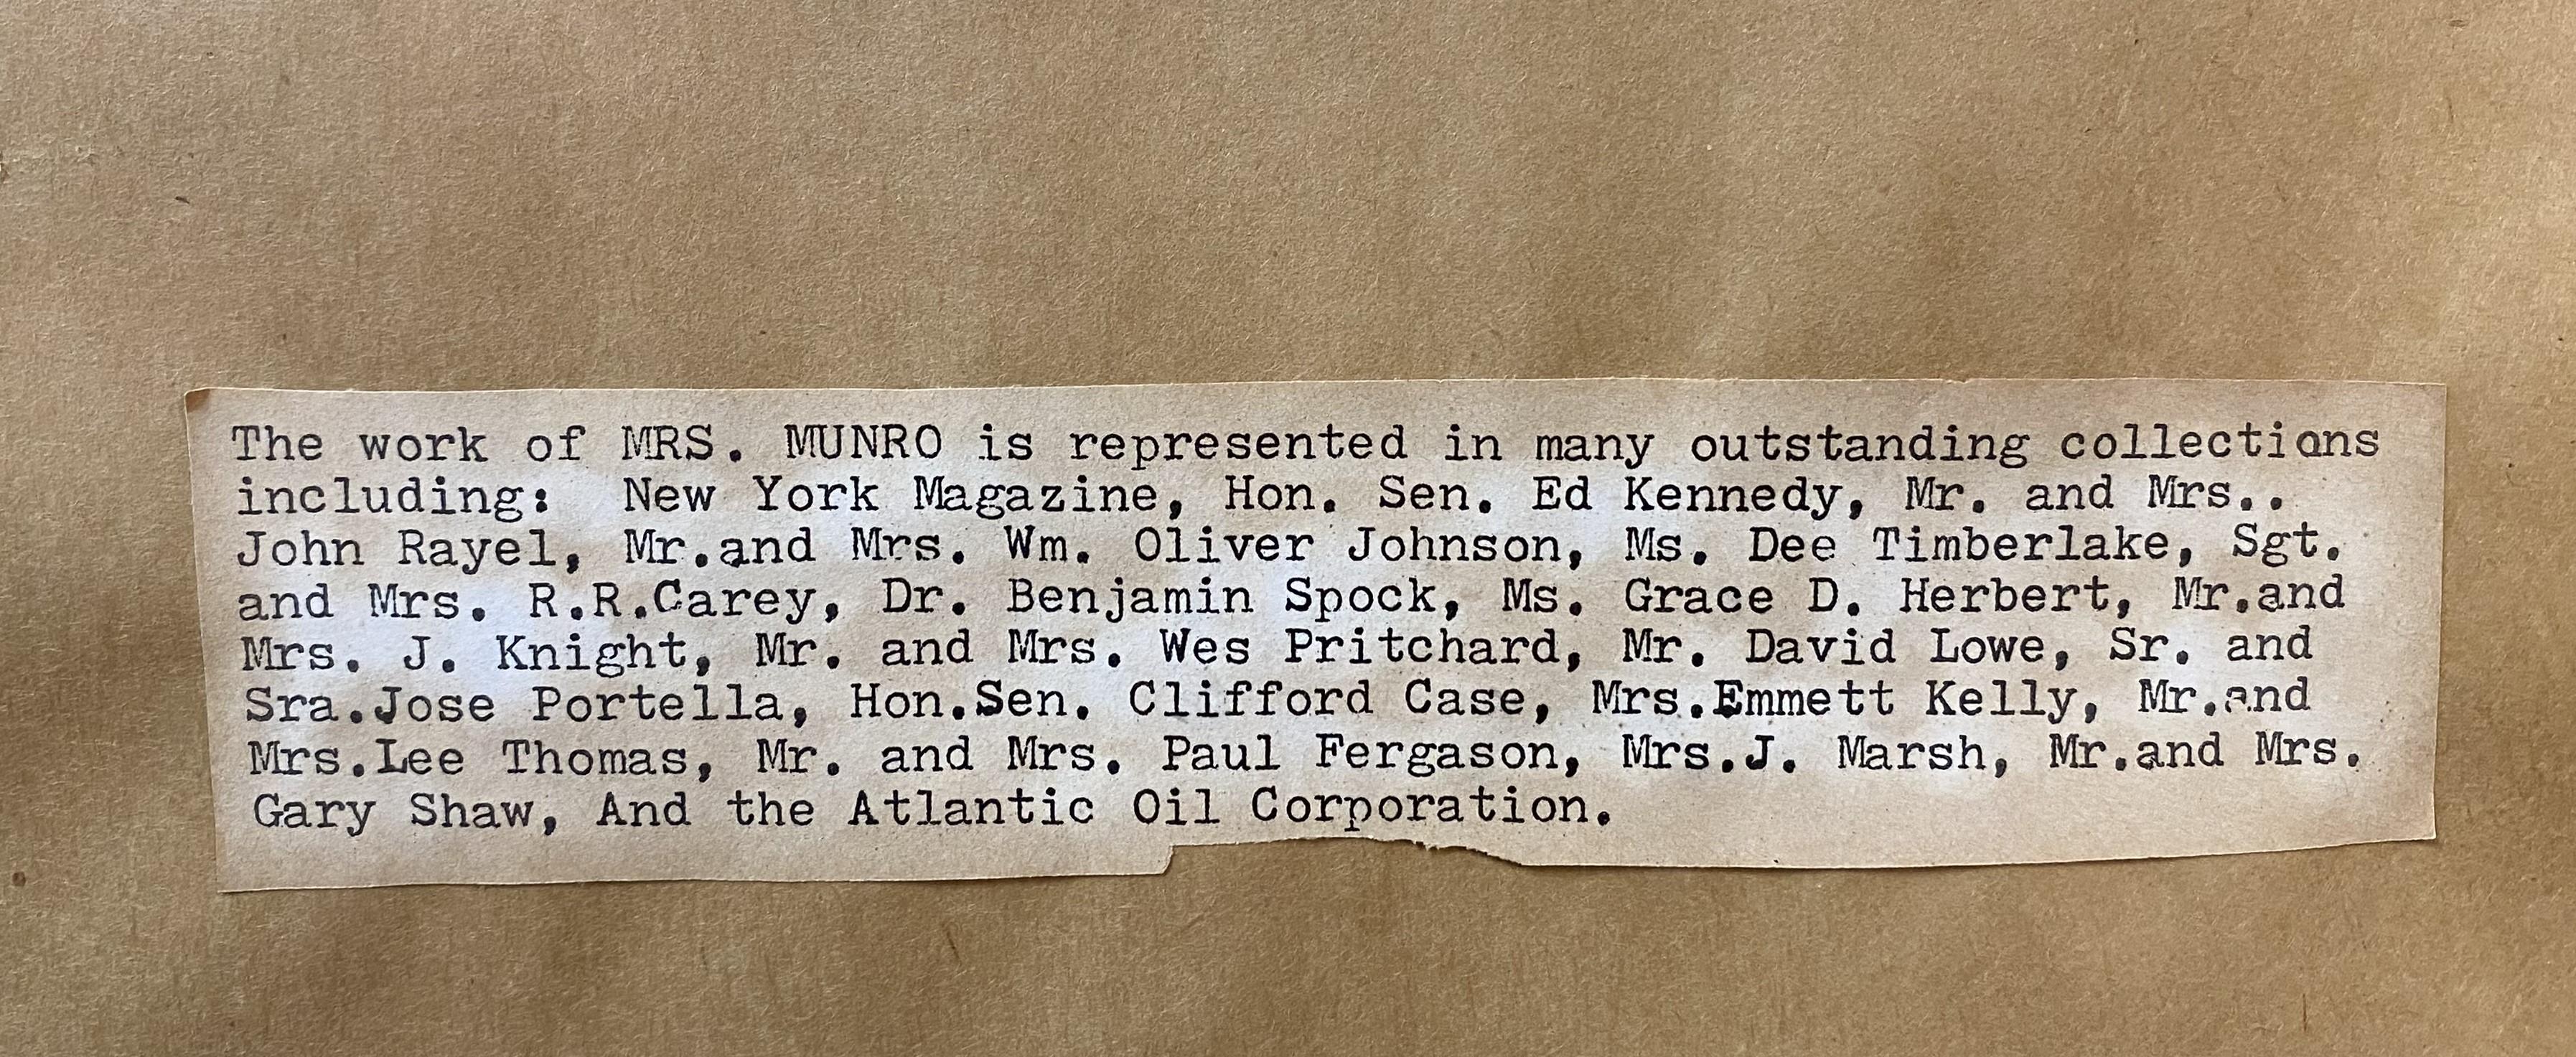 The work of MRS. MUNRO is represented in many outstanding collections
including:  New York Magazine, Hon. Sen. Ed Kennedy, Mr. and Mrs..
John Rayel, Mr.and Mrs. Wm. Oliver Johnson, Ms. Dee Timberlake, Sgt.
and Mrs. R.R.Carey, Dr. Benjamin Spock, Ms. Grace D. Herbert, Mr.and
Mrs. J. Knight, Mr. and Mrs. Wes Pritchard, Mr. David Lowe, Sr. and
Sra.Jose Portella, Hon.Sen. Clifford Case, Mrs.Emmett Kelly, Mr.and
Mrs.Lee Thomas, Mr. and Mrs. Paul Fergason, Mrs.J. Marsh, Mr.and Mrs.
Gary Shaw, And the Atlantic Oil Corporation.